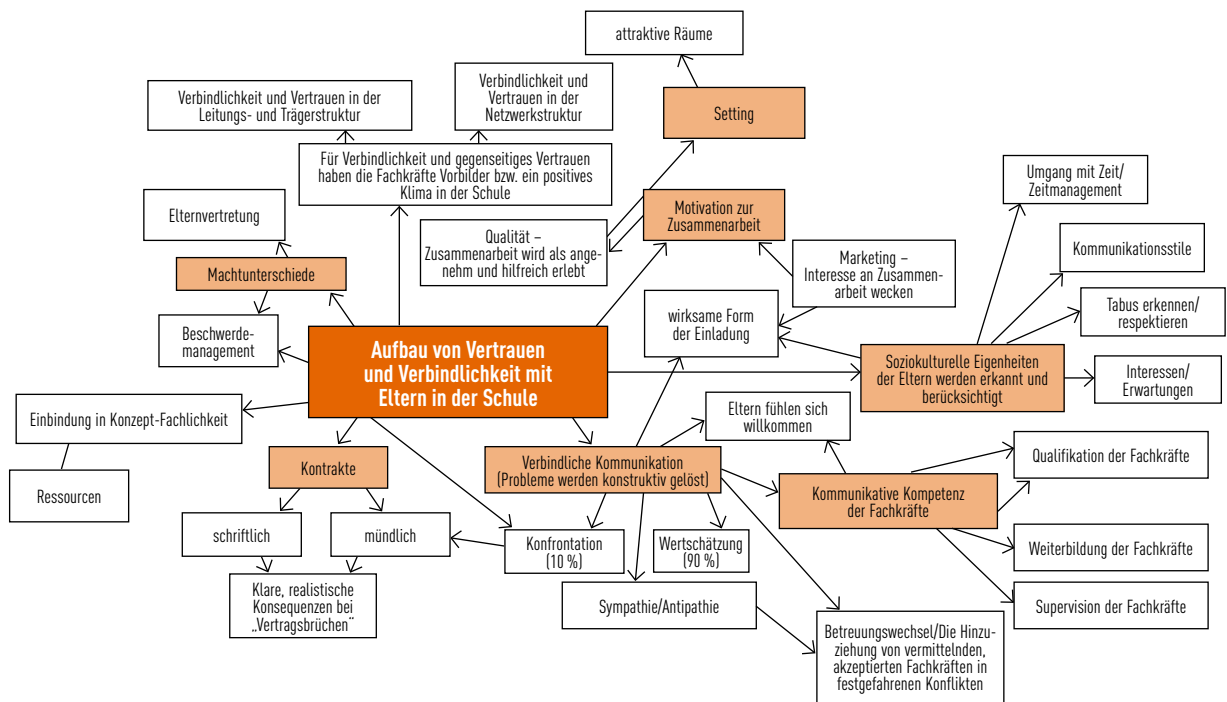 attraktive Räume
Verbindlichkeit und Vertrauen in der
Leitungs- und Trägerstruktur
Verbindlichkeit und
Vertrauen in der
Netzwerkstruktur
Setting
Für Verbindlichkeit und gegenseitiges Vertrauen
haben die Fachkräfte Vorbilder bzw. ein positives
Klima in der Schule
Umgang mit Zeit/
Zeitmanagement
Elternvertretung
Motivation zur
Zusammenarbeit
Qualität –
Zusammenarbeit wird als ange-
nehm und hilfreich erlebt
Kommunikationsstile
Machtunterschiede
Marketing –
Interesse an Zusammen-
arbeit wecken
Tabus erkennen/
respektieren
Beschwerde-
management
wirksame Form
der Einladung
Aufbau von Vertrauen
und Verbindlichkeit mit
Eltern in der Schule
Soziokulturelle Eigenheiten
der Eltern werden erkannt und
berücksichtigt
Interessen/
Erwartungen
Einbindung in Konzept-Fachlichkeit
Eltern fühlen sich
willkommen
Kontrakte
Verbindliche Kommunikation
(Probleme werden konstruktiv gelöst)
Qualifikation der Fachkräfte
Ressourcen
Kommunikative Kompetenz
der Fachkräfte
schriftlich
mündlich
Konfrontation
(10 %)
Wertschätzung
(90 %)
Weiterbildung der Fachkräfte
Klare, realistische
Konsequenzen bei
„Vertragsbrüchen“
Sympathie/Antipathie
Supervision der Fachkräfte
Betreuungswechsel/Die Hinzu-
ziehung von vermittelnden,
akzeptierten Fachkräften in
festgefahrenen Konflikten